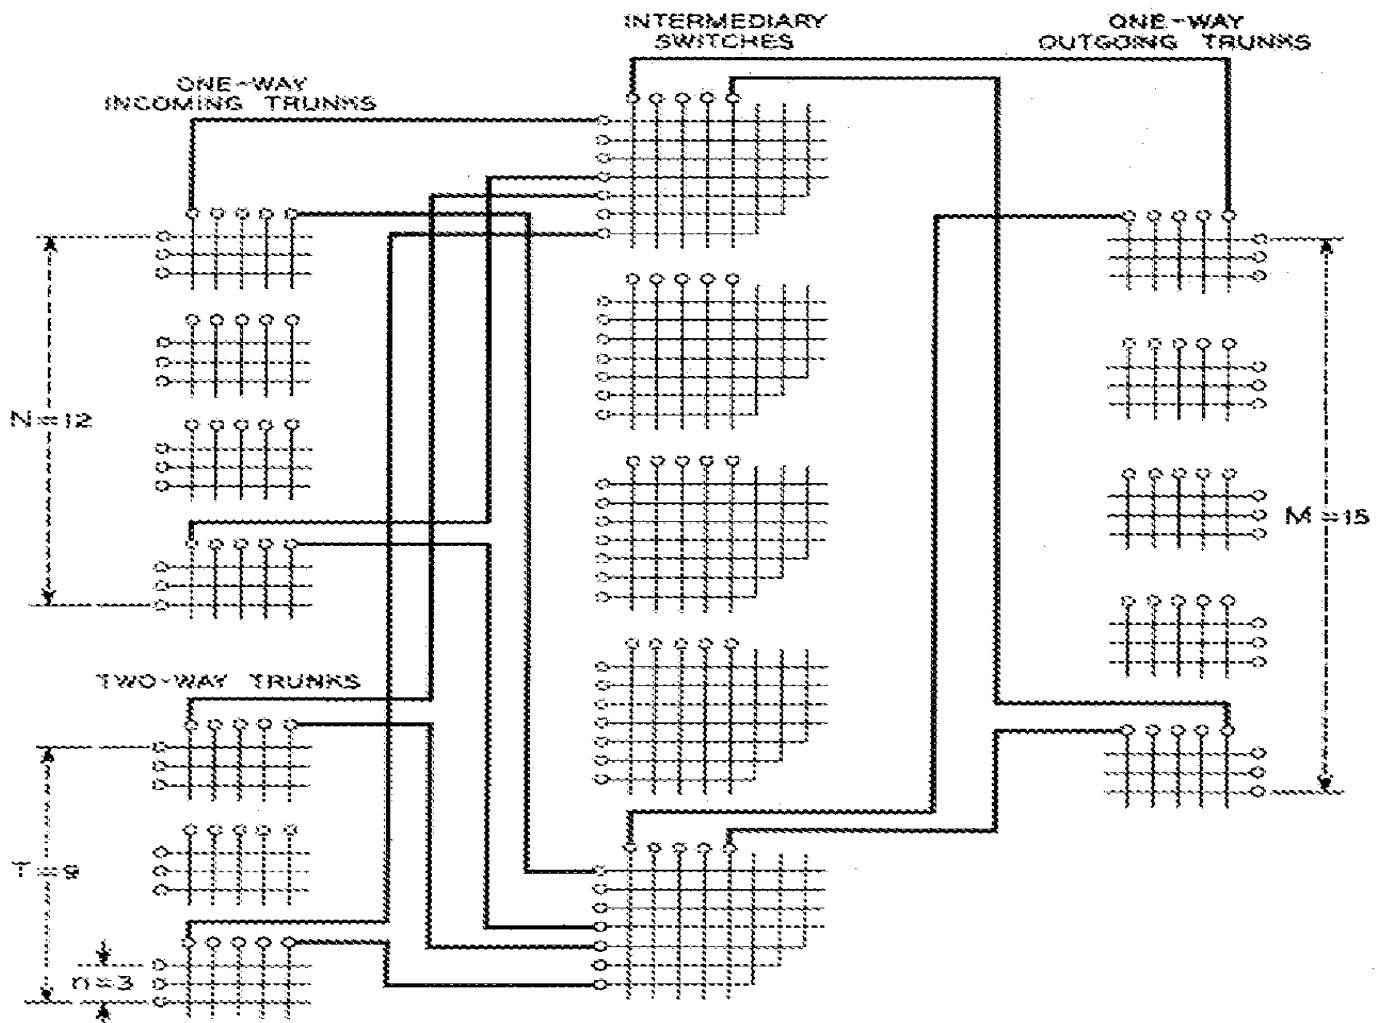 INTERMEDIARY
SWITCHES
ONE-WAY
OUTGOING TRUNKS
ONE-WAY
INCOMING TRUNKS
N=12
M=15
TWO-WAY TRUNKS
T=9
n=3